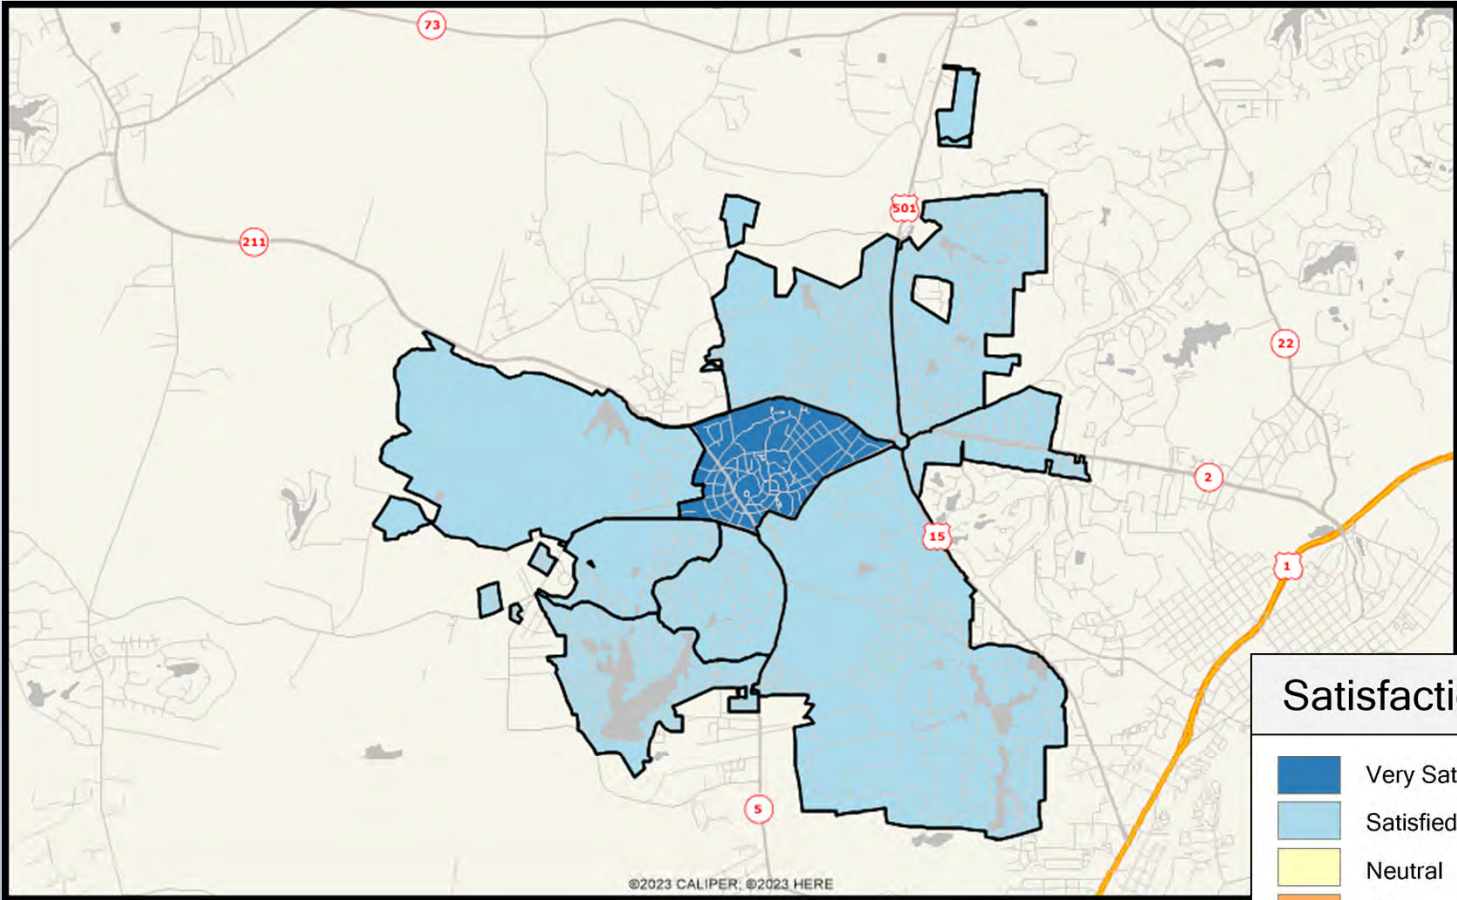 73
501
211
22
2
15
1
Satisfacti
Very Sat
Satisfied
5
Neutral
©2023 CALIPER; ©2023 HERE